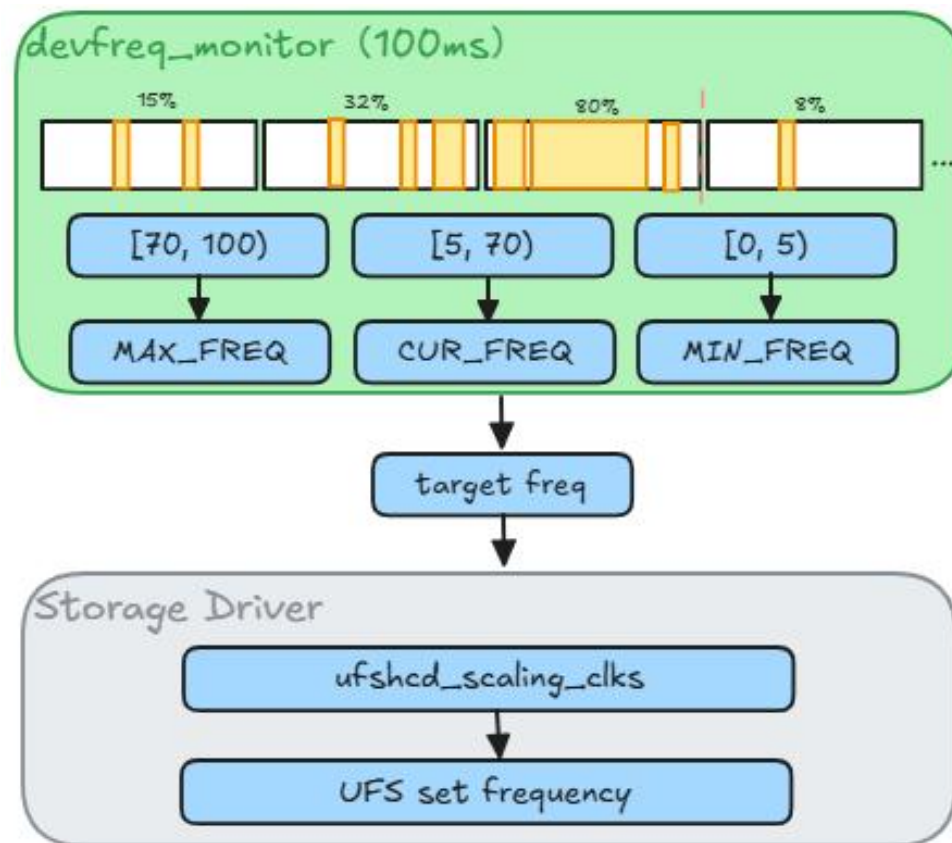 devfreq_monitor (100ms)
15% 32% 80% 8%
...
[70, 100) [5, 70) [0, 5)
MAX_FREQ CUR_FREQ MIN_FREQ
target freq
Storage Driver
ufshcd_scaling_clks
UFS set frequency